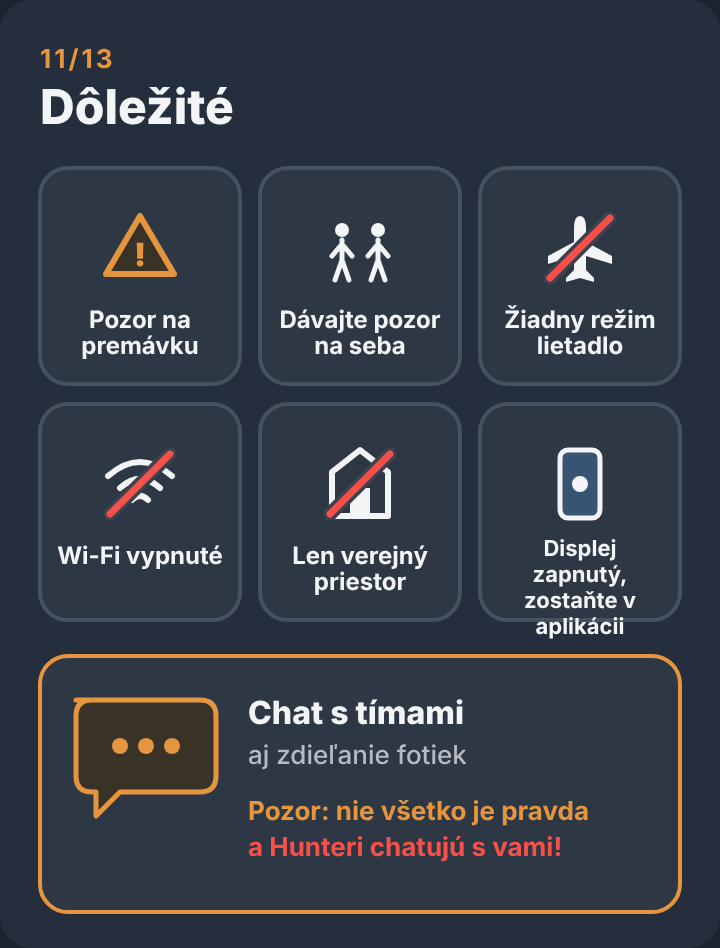 11/13
Dôležité
Pozor na
premávku
Dávajte pozor
na seba
Žiadny režim
lietadlo
Wi-Fi vypnuté
Len verejný
priestor
Displej
zapnutý,
zostaňte v
aplikácii
Chat s tímami
aj zdieľanie fotiek
Pozor: nie všetko je pravda
a Hunteri chatujú s vami!